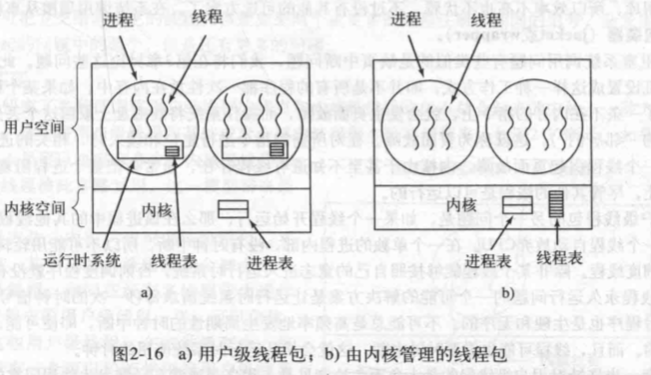 进程 线程 进程 线程
用户空间
内核空间 内核 内核
运行时系统 线程表 进程表 进程表 线程表
a) b)
图2-16 a) 用户级线程包;b) 由内核管理的线程包